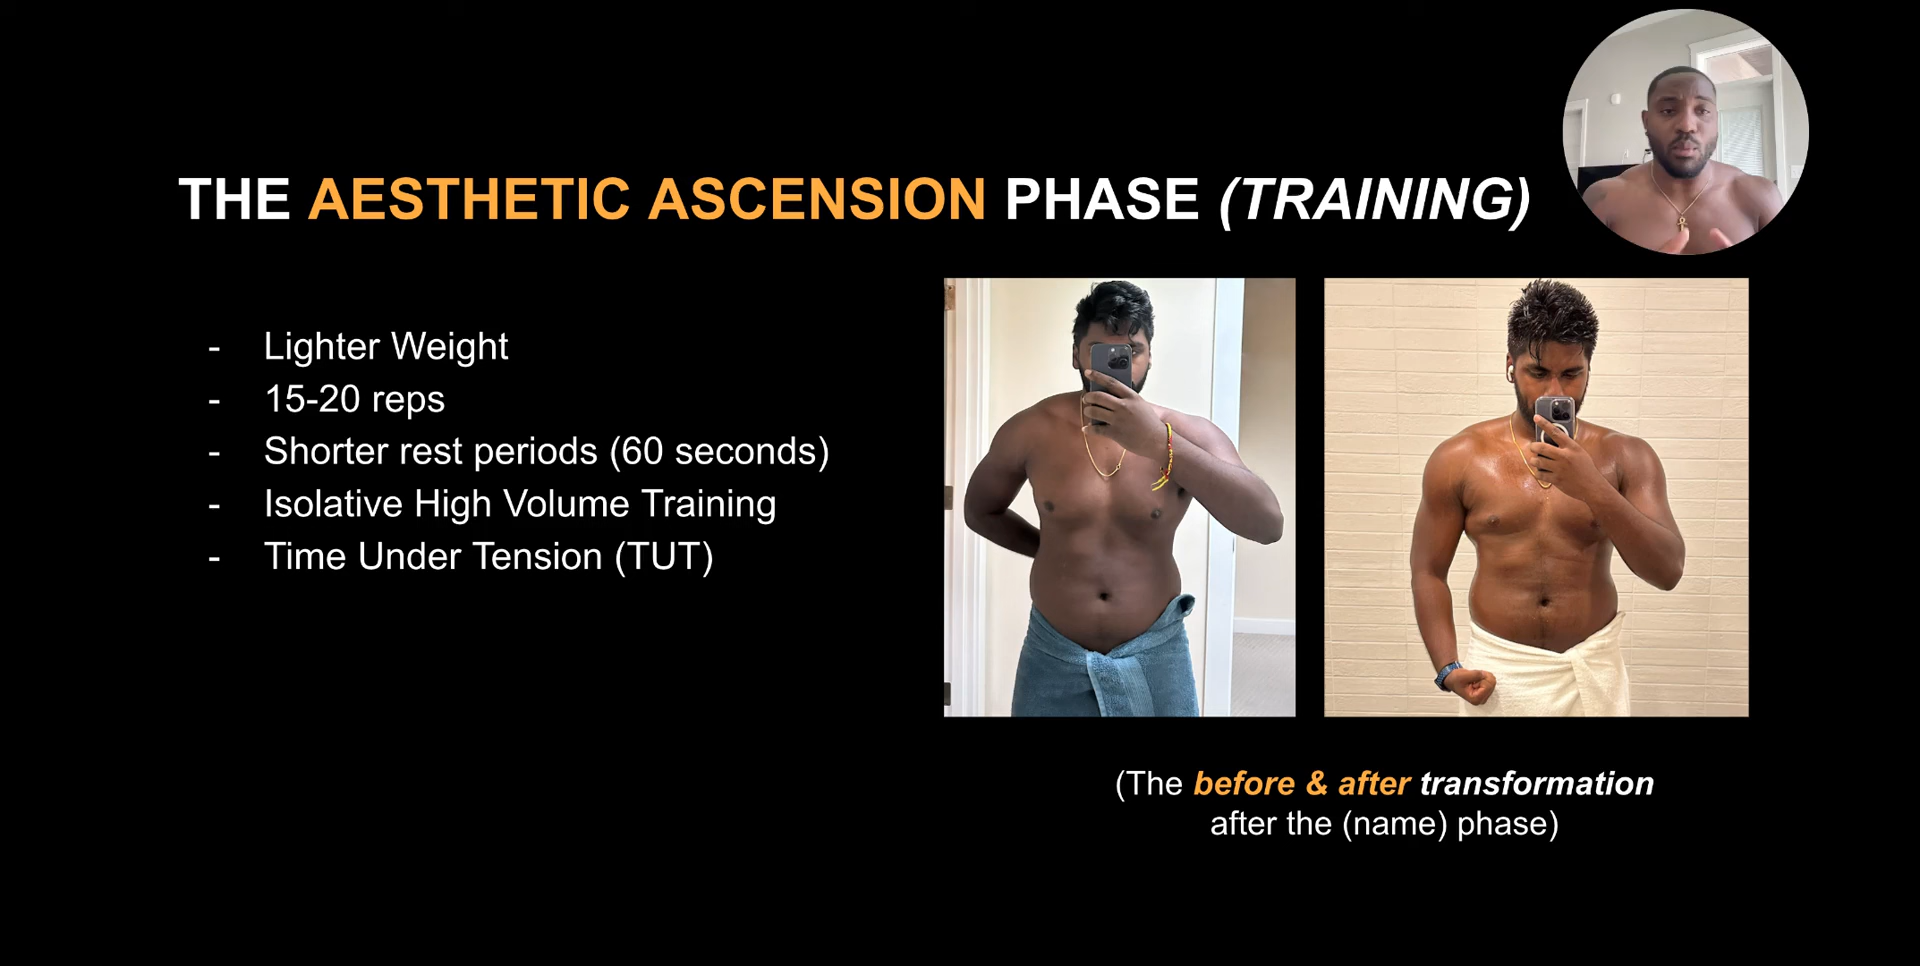 THE AESTHETIC ASCENSION PHASE (TRAINING)
- Lighter Weight
- 15-20 reps
- Shorter rest periods (60 seconds)
- Isolative High Volume Training
- Time Under Tension (TUT)
(The before & after transformation
after the (name) phase)